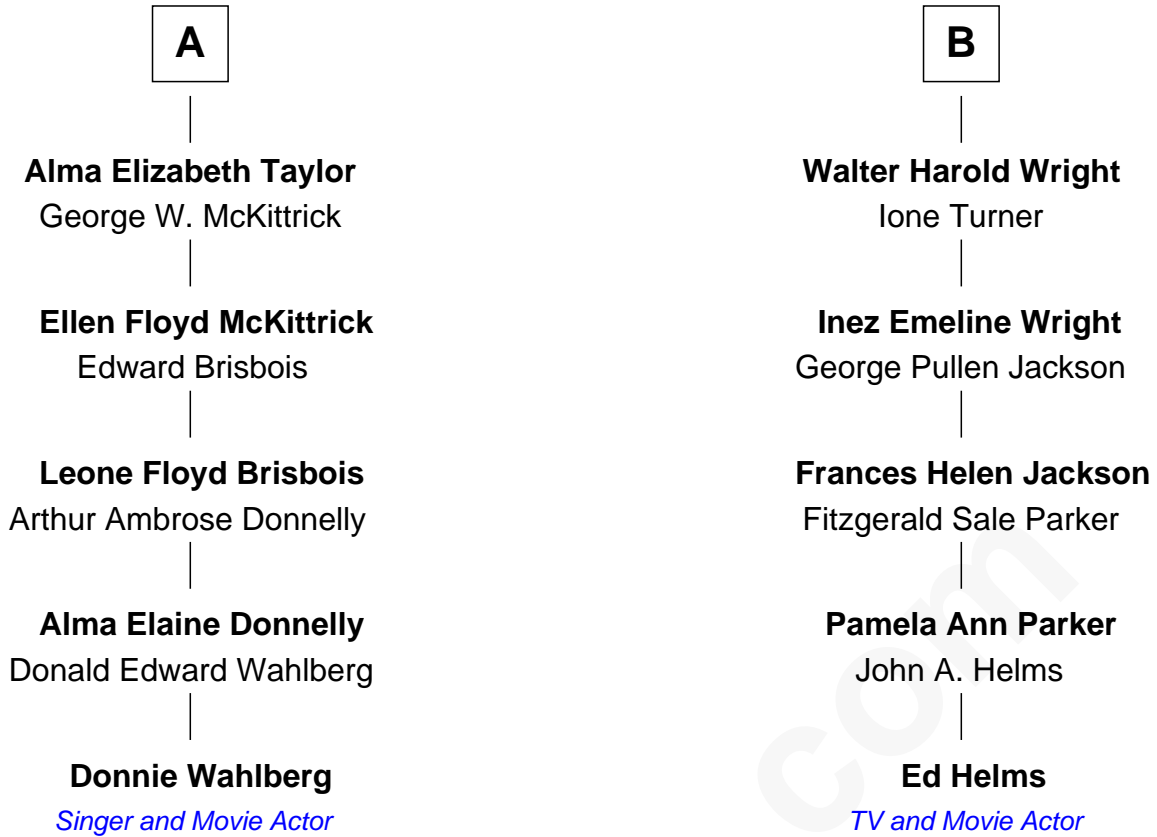 A
B
Alma Elizabeth Taylor
George W. McKittrick
Walter Harold Wright
Ione Turner
Ellen Floyd McKittrick
Edward Brisbois
Inez Emeline Wright
George Pullen Jackson
Leone Floyd Brisbois
Arthur Ambrose Donnelly
Frances Helen Jackson
Fitzgerald Sale Parker
Alma Elaine Donnelly
Donald Edward Wahlberg
Pamela Ann Parker
John A. Helms
Donnie Wahlberg
Singer and Movie Actor
Ed Helms
TV and Movie Actor
com